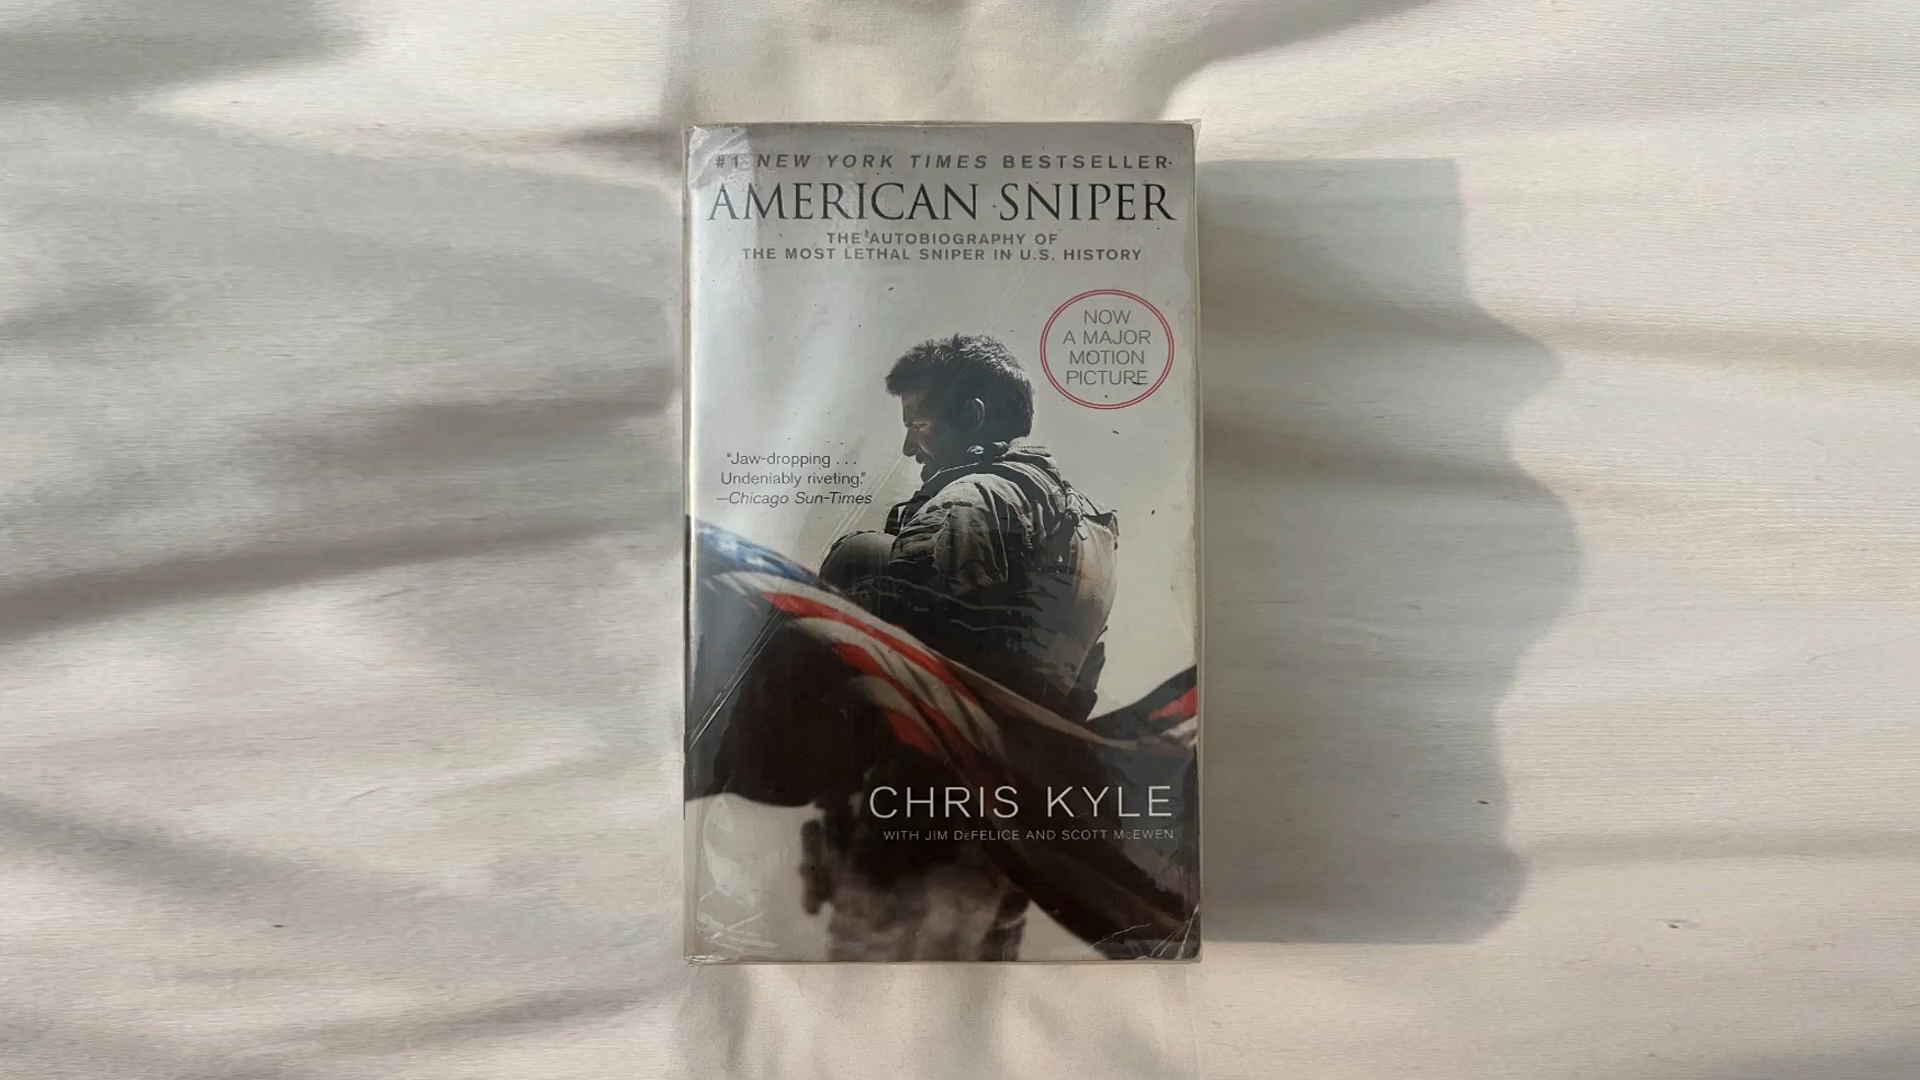 #1 NEW YORK TIMES BESTSELLER
AMERICAN SNIPER
THE AUTOBIOGRAPHY OF
THE MOST LETHAL SNIPER IN U.S. HISTORY
NOW
A MAJOR
MOTION
PICTURE
"Jaw-dropping . . .
Undeniably riveting."
—Chicago Sun-Times
CHRIS KYLE
WITH JIM DeFELICE AND SCOTT McEWEN